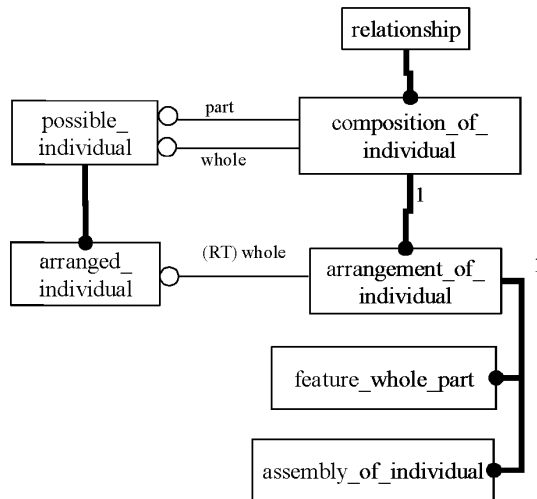 relationship
part
possible_
individual
composition_of_
individual
whole
1
(RT) whole
arranged_
individual
arrangement_of_
individual
feature_whole_part
assembly_of_individual